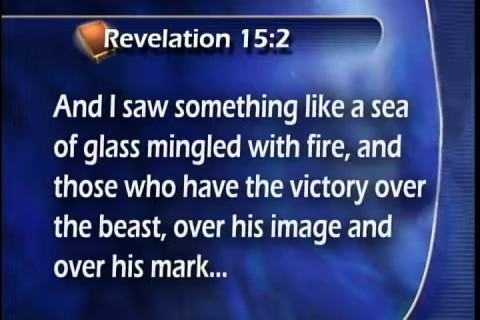 Revelation 15:2
And I saw something like a sea
of glass mingled with fire, and
those who have the victory over
the beast, over his image and
over his mark...